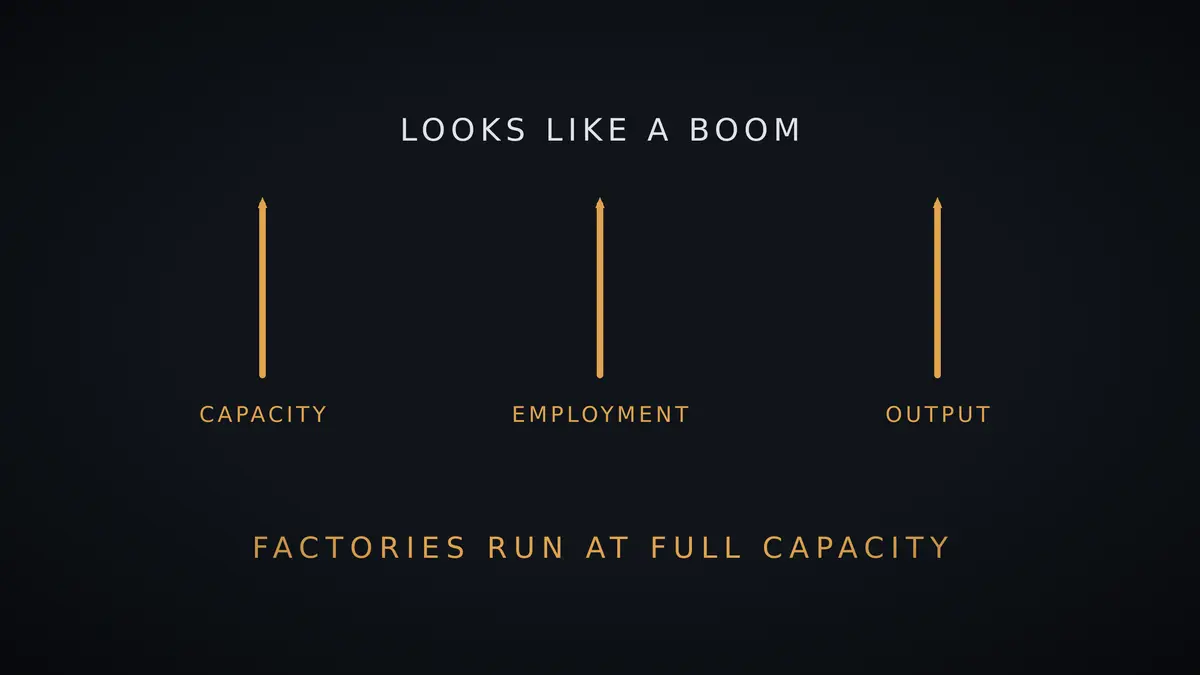 LOOKS LIKE A BOOM
CAPACITY
EMPLOYMENT
OUTPUT
FACTORIES RUN AT FULL CAPACITY